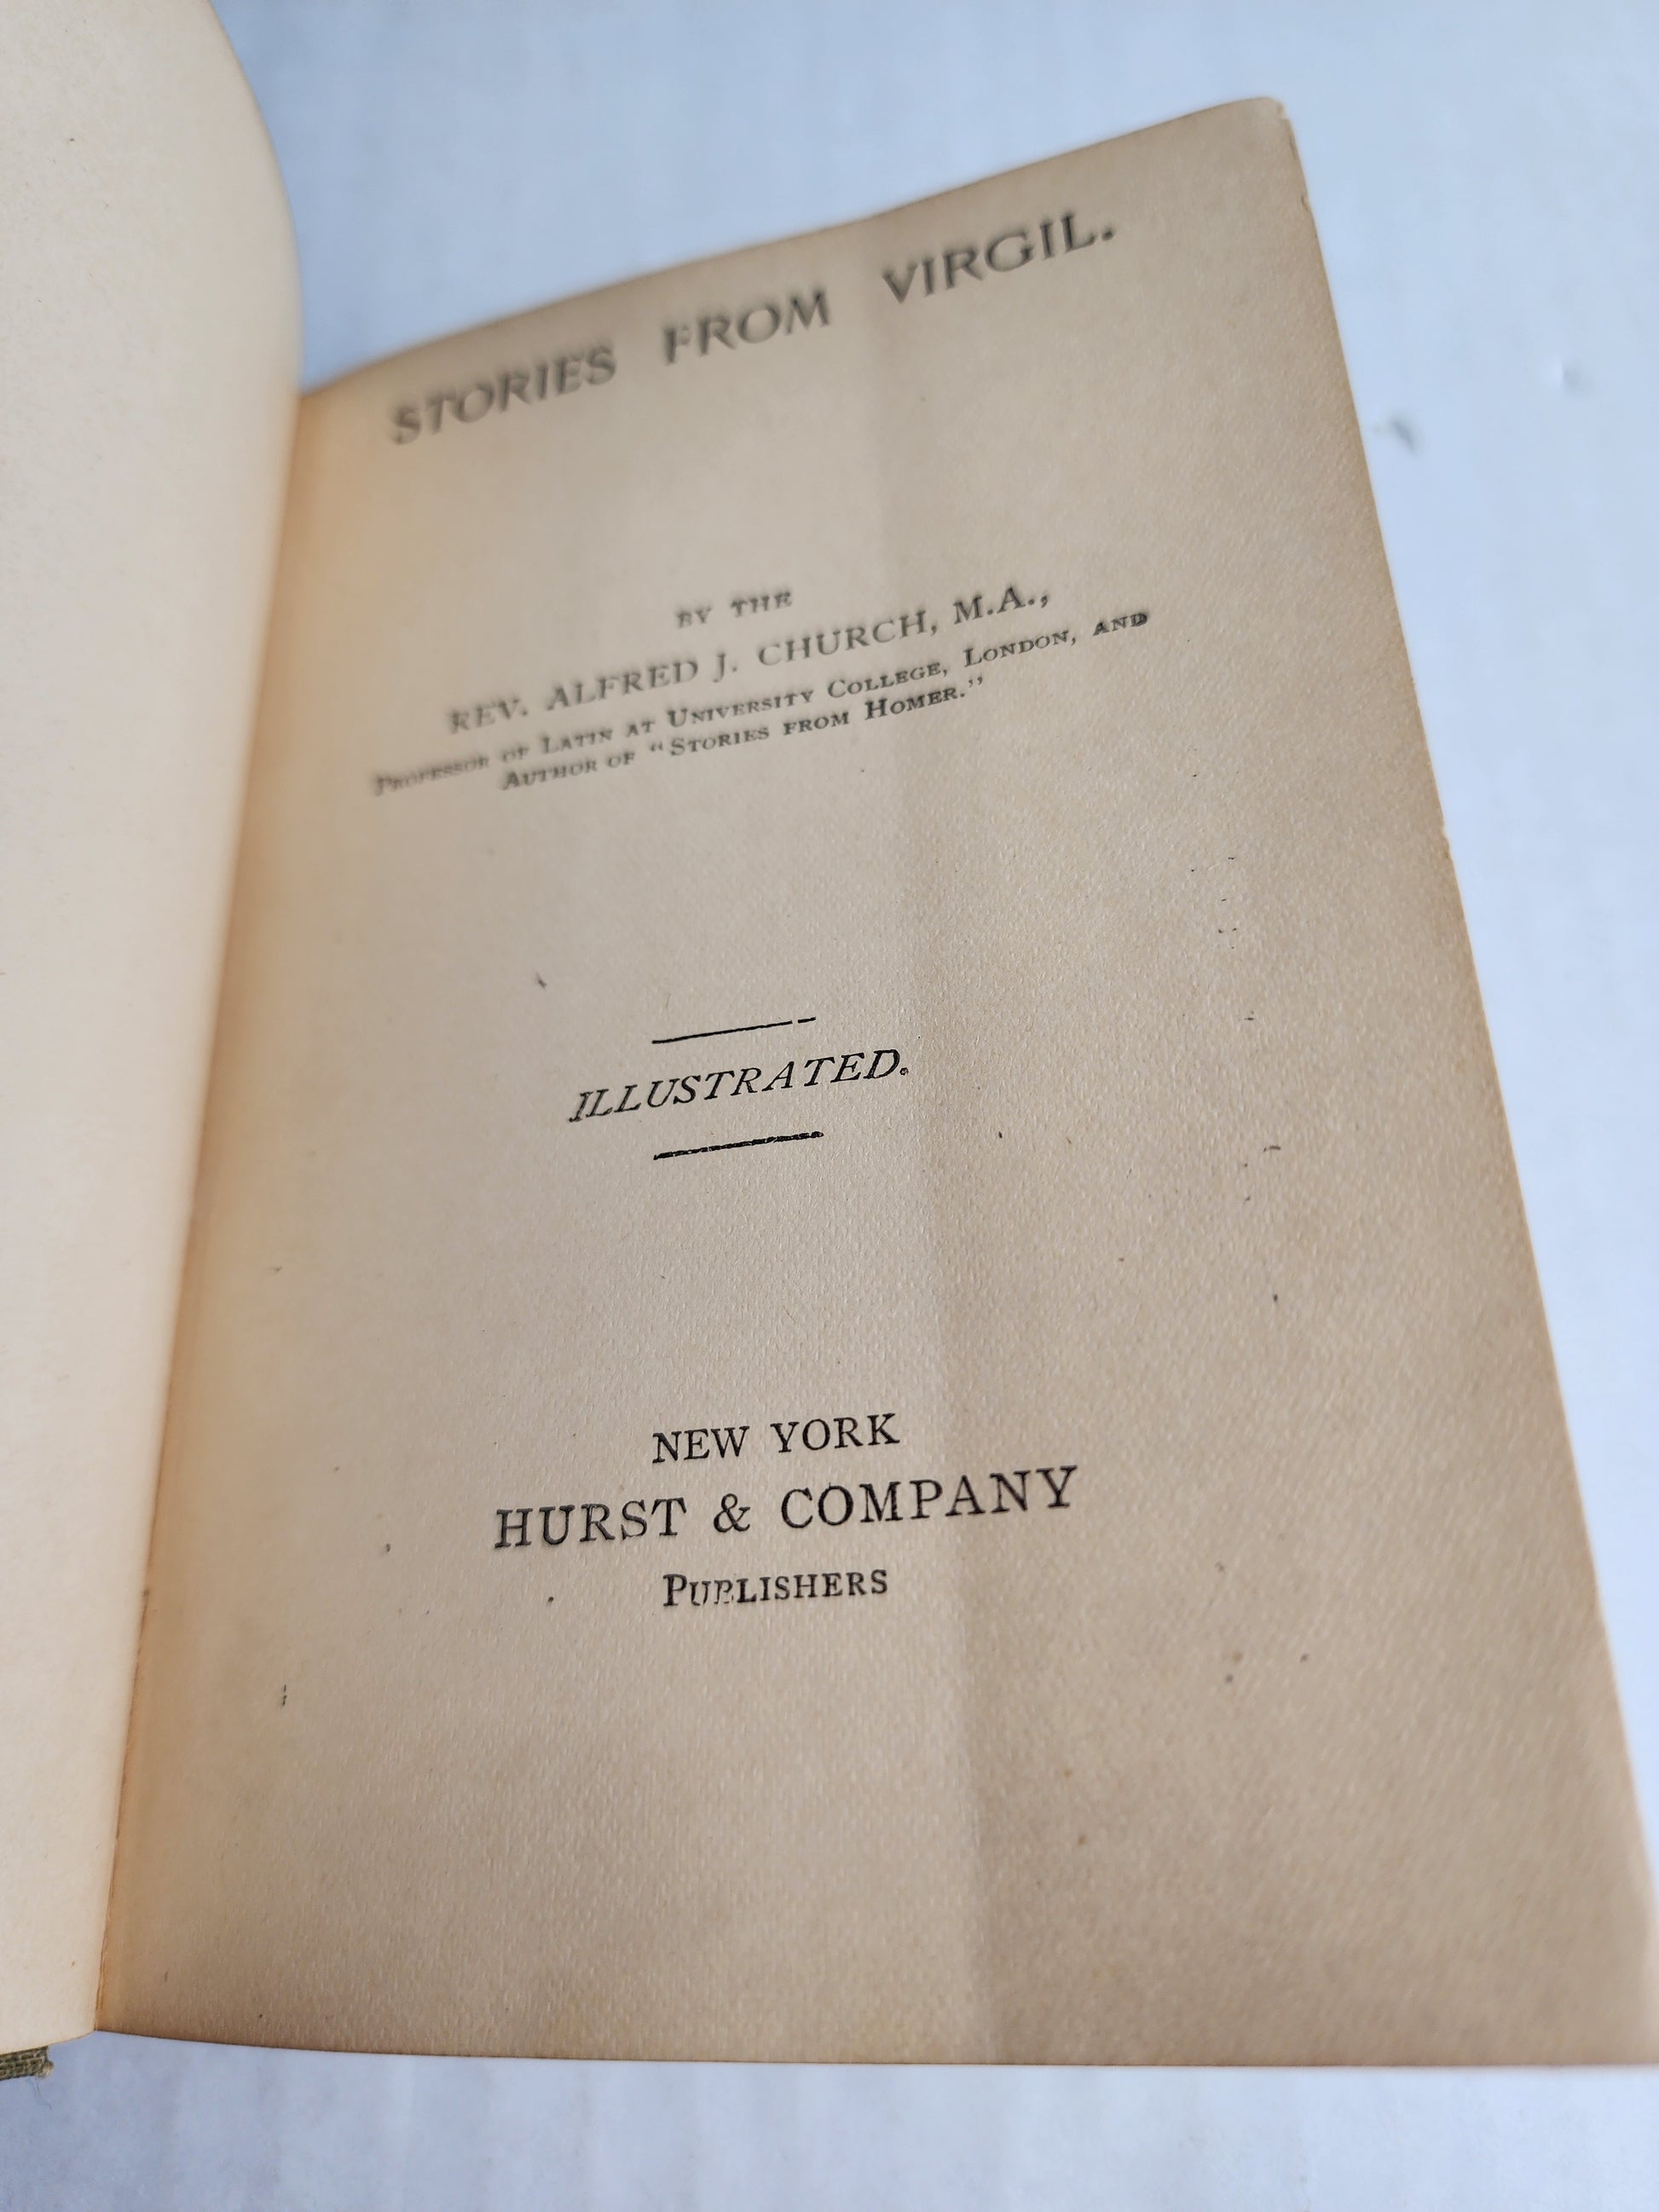 STORIES FROM VIRGIL.
BY THE
REV. ALFRED J. CHURCH, M.A.,
PROFESSOR OF LATIN AT UNIVERSITY COLLEGE, LONDON, AND
AUTHOR OF "STORIES FROM HOMER."
ILLUSTRATED.
NEW YORK
HURST & COMPANY
PUBLISHERS